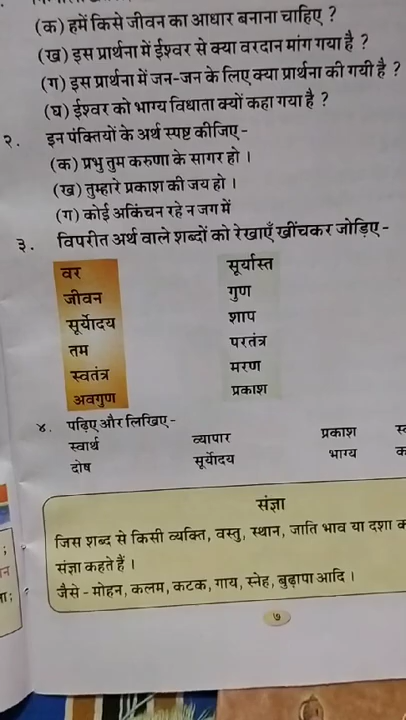 (क) हमें किसे जीवन का आधार बनाना चाहिए ?
(ख) इस प्रार्थना में ईश्वर से क्या वरदान मांग गया है ?
(ग) इस प्रार्थना में जन-जन के लिए क्या प्रार्थना की गयी है ?
(घ) ईश्वर को भाग्य विधाता क्यों कहा गया है ?
२. इन पंक्तियों के अर्थ स्पष्ट कीजिए -
(क) प्रभु तुम करुणा के सागर हो ।
(ख) तुम्हारे प्रकाश की जय हो ।
(ग) कोई अकिंचन रहे न जग में
३. विपरीत अर्थ वाले शब्दों को रेखाएँ खींचकर जोड़िए -
वर सूर्यास्त
जीवन गुण
सूर्योदय शाप
तम परतंत्र
स्वतंत्र मरण
अवगुण प्रकाश
४. पढ़िए और लिखिए -
स्वार्थ व्यापार प्रकाश
दोष सूर्योदय भाग्य
संज्ञा
जिस शब्द से किसी व्यक्ति, वस्तु, स्थान, जाति भाव या दशा
संज्ञा कहते हैं ।
जैसे - मोहन, कलम, कटक, गाय, स्नेह, बुढ़ापा आदि ।
७